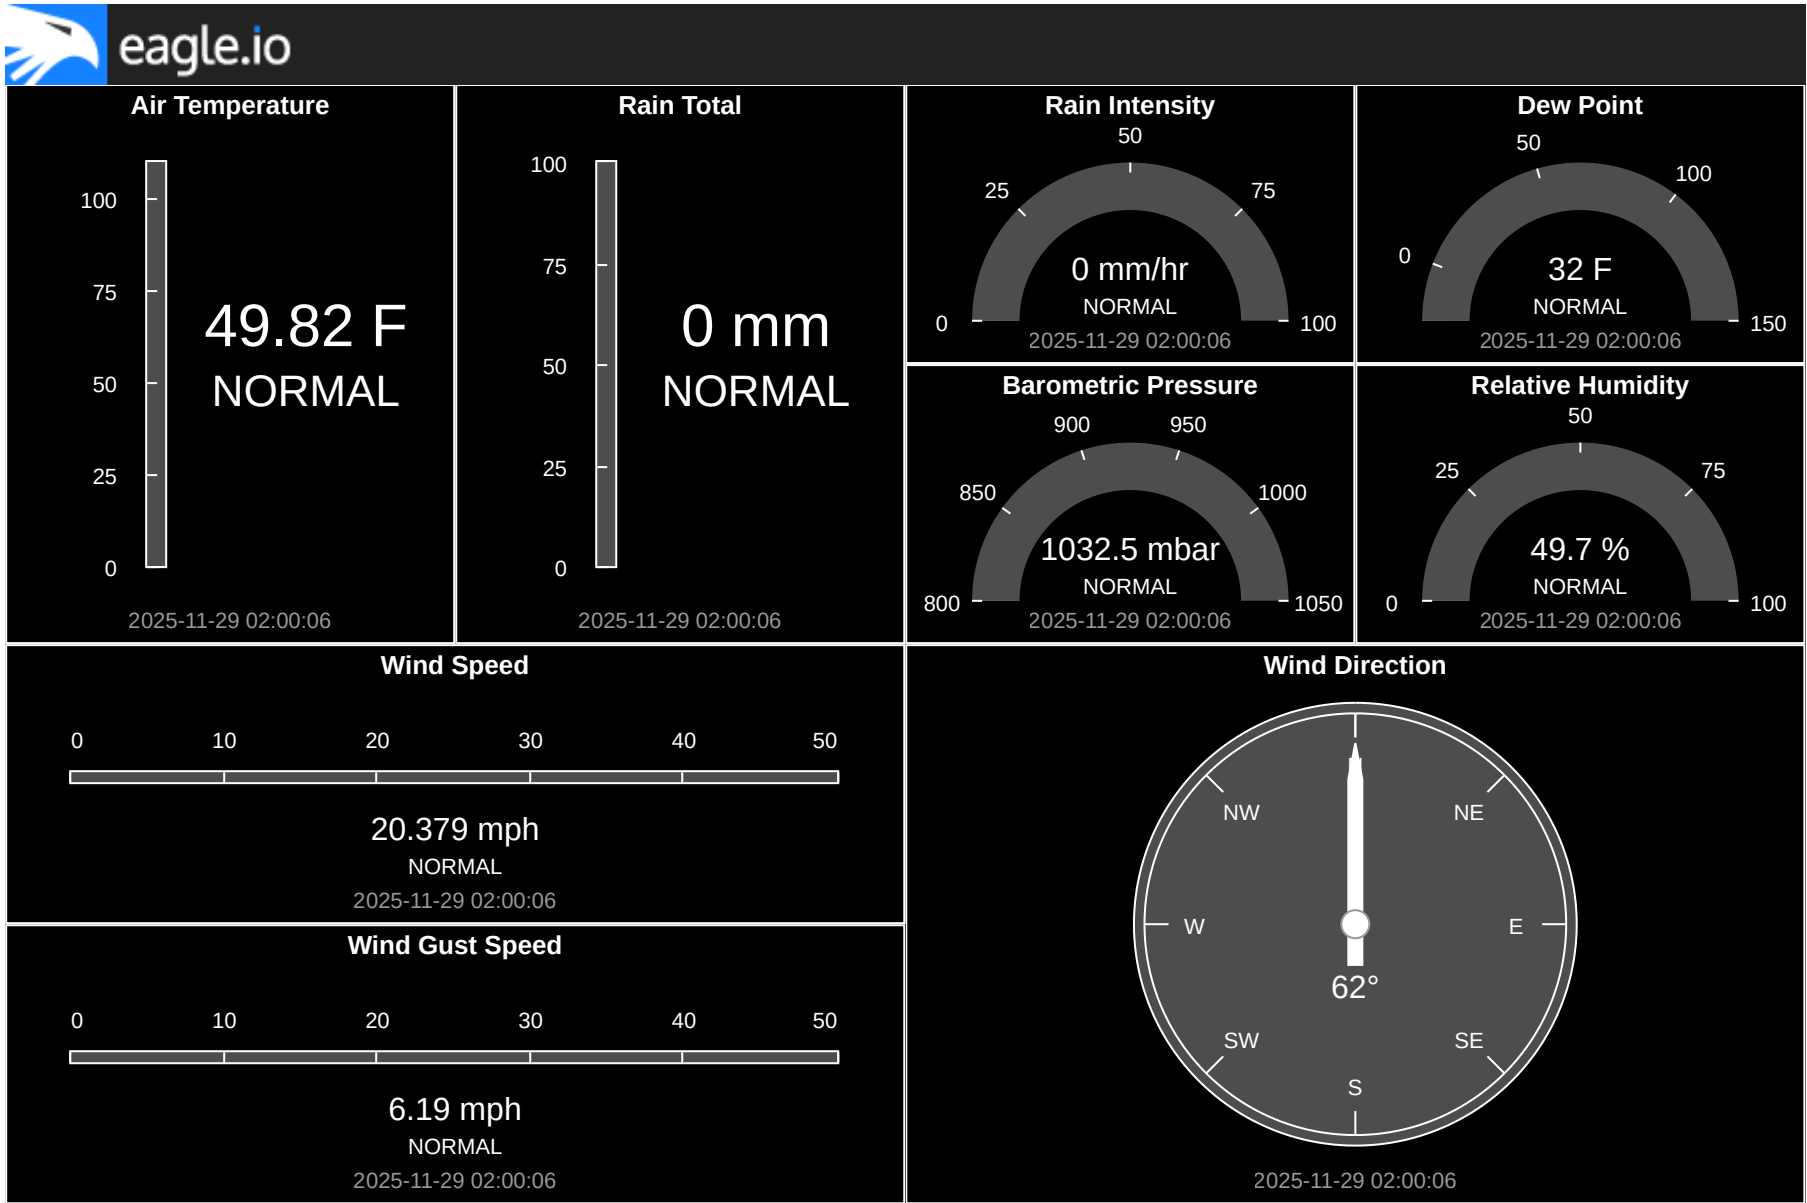 eagle.io
Air Temperature
100
75
50
25
0
49.82 F
NORMAL
2025-11-29 02:00:06
Rain Total
100
75
50
25
0
0 mm
NORMAL
2025-11-29 02:00:06
Rain Intensity
0
25
50
75
100
0 mm/hr
NORMAL
2025-11-29 02:00:06
Dew Point
0
50
100
150
32 F
NORMAL
2025-11-29 02:00:06
Barometric Pressure
800
850
900
950
1000
1050
1032.5 mbar
NORMAL
2025-11-29 02:00:06
Relative Humidity
0
25
50
75
100
49.7 %
NORMAL
2025-11-29 02:00:06
Wind Speed
0 10 20 30 40 50
20.379 mph
NORMAL
2025-11-29 02:00:06
Wind Gust Speed
0 10 20 30 40 50
6.19 mph
NORMAL
2025-11-29 02:00:06
Wind Direction
NW NE
W E
62°
SW SE
S
2025-11-29 02:00:06